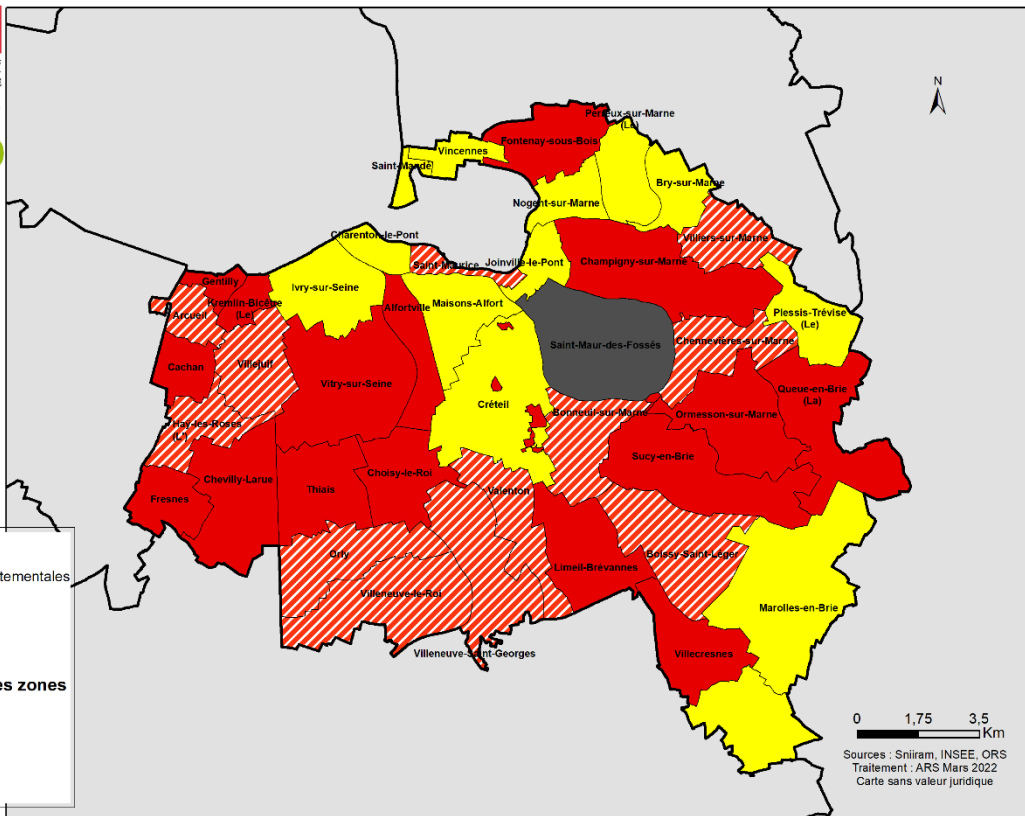 N
Perreux-sur-Marne
(Le)
Fontenay-sous-Bois
Vincennes
Saint-Mandé
Bry-sur-Marne
Nogent-sur-Marne
Charenton-le-Pont
Villiers-sur-Marne
Saint-Maurice
Joinville-le-Pont
Champigny-sur-Marne
Gentilly
Ivry-sur-Seine
Kremlin-Bicêtre
(Le)
Alfortville
Maisons-Alfort
Arcueil
Plessis-Trévise
(Le)
Saint-Maur-des-Fossés
Chennevières-sur-Marne
Cachan
Villejuif
Vitry-sur-Seine
Queue-en-Brie
(La)
Créteil
Bonneuil-sur-Marne
Ormesson-sur-Marne
Hay-les-Roses
(L')
Sucy-en-Brie
Chevilly-Larue
Choisy-le-Roi
Thiais
Valenton
Fresnes
Orly
Boissy-Saint-Léger
Limeil-Brévannes
Villeneuve-le-Roi
Marolles-en-Brie
Villeneuve-Saint-Georges
Villecresnes
tementales
es zones
0 1,75 3,5
Km
Sources : Sniiram, INSEE, ORS
Traitement : ARS Mars 2022
Carte sans valeur juridique